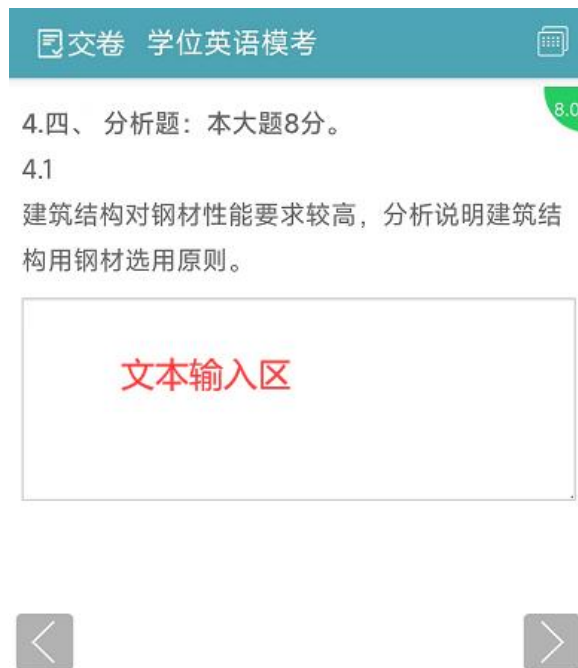 交卷 学位英语模考
8.0
4.四、 分析题：本大题8分。
4.1
建筑结构对钢材性能要求较高，分析说明建筑结
构用钢材选用原则。
文本输入区